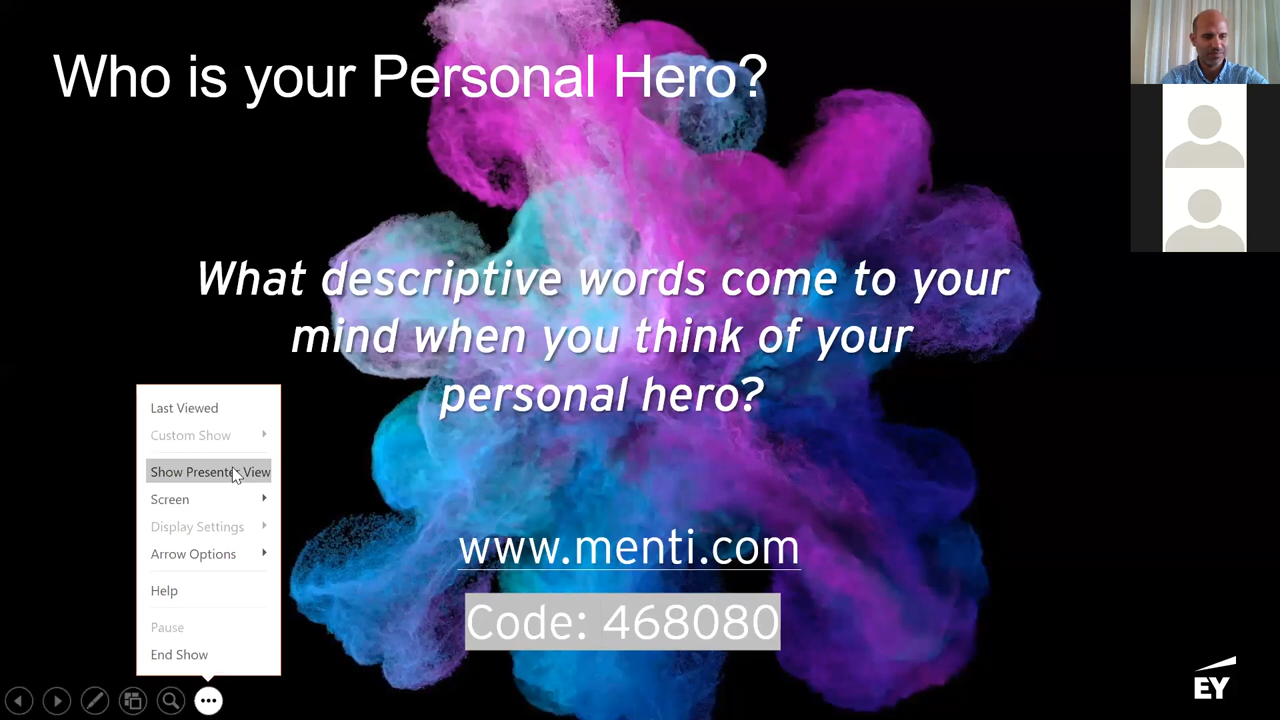 Who is your Personal Hero?
What descriptive words come to your
mind when you think of your
personal hero?
Last Viewed
Custom Show
Show Presenter View
Screen
Display Settings
Arrow Options
Help
Pause
End Show
www.menti.com
Code: 468080
EY